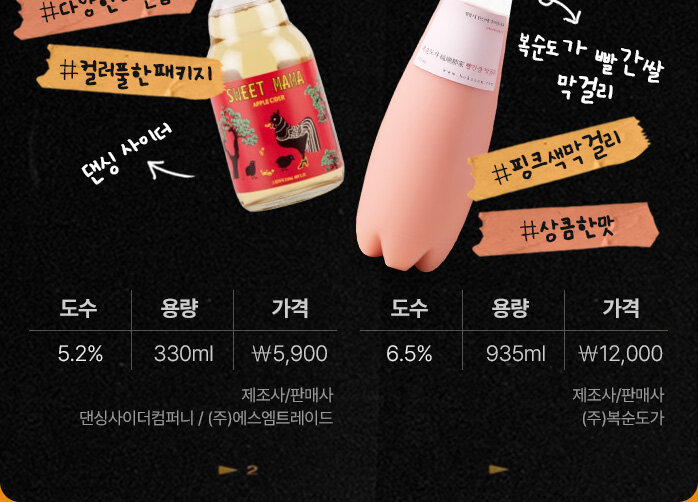 #컬러풀한패키지
댄싱 사이더
SWEET MAMA
APPLE CIDER
복순도가 빨간쌀
막걸리
#핑크색막걸리
#상콤한맛
도수 용량 가격
5.2% 330ml ₩5,900
제조사/판매사
댄싱사이더컴퍼니 / (주)에스엠트레이드
도수 용량 가격
6.5% 935ml ₩12,000
제조사/판매사
(주)복순도가
2